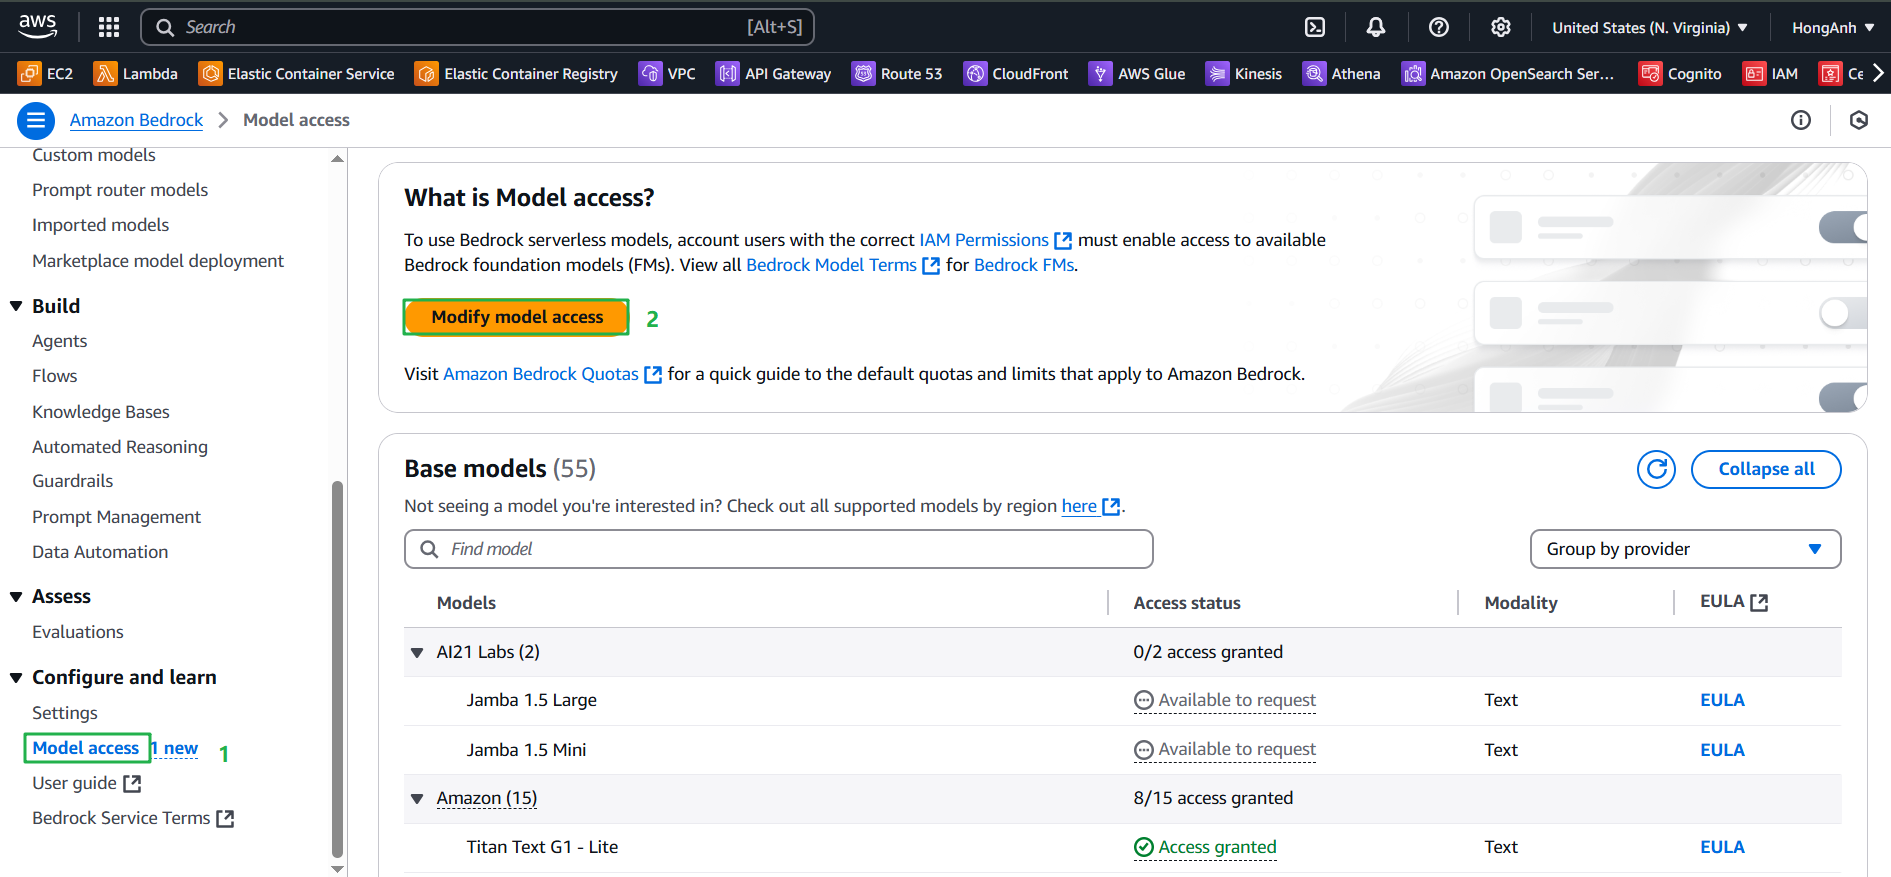 aws
Search [Alt+S]
United States (N. Virginia)
HongAnh
EC2
Lambda
Elastic Container Service
Elastic Container Registry
VPC
API Gateway
Route 53
CloudFront
AWS Glue
Kinesis
Athena
Amazon OpenSearch Ser...
Cognito
IAM
Ce
Amazon Bedrock
Model access
Custom models
Prompt router models
Imported models
Marketplace model deployment
Build
Agents
Flows
Knowledge Bases
Automated Reasoning
Guardrails
Prompt Management
Data Automation
Assess
Evaluations
Configure and learn
Settings
Model access 1 new 1
User guide
Bedrock Service Terms
What is Model access?
To use Bedrock serverless models, account users with the correct IAM Permissions must enable access to available
Bedrock foundation models (FMs). View all Bedrock Model Terms for Bedrock FMs.
Modify model access 2
Visit Amazon Bedrock Quotas for a quick guide to the default quotas and limits that apply to Amazon Bedrock.
Base models (55)
Collapse all
Not seeing a model you're interested in? Check out all supported models by region here.
Find model
Group by provider
Models Access status Modality EULA
AI21 Labs (2) 0/2 access granted
Jamba 1.5 Large Available to request Text EULA
Jamba 1.5 Mini Available to request Text EULA
Amazon (15) 8/15 access granted
Titan Text G1 - Lite Access granted Text EULA